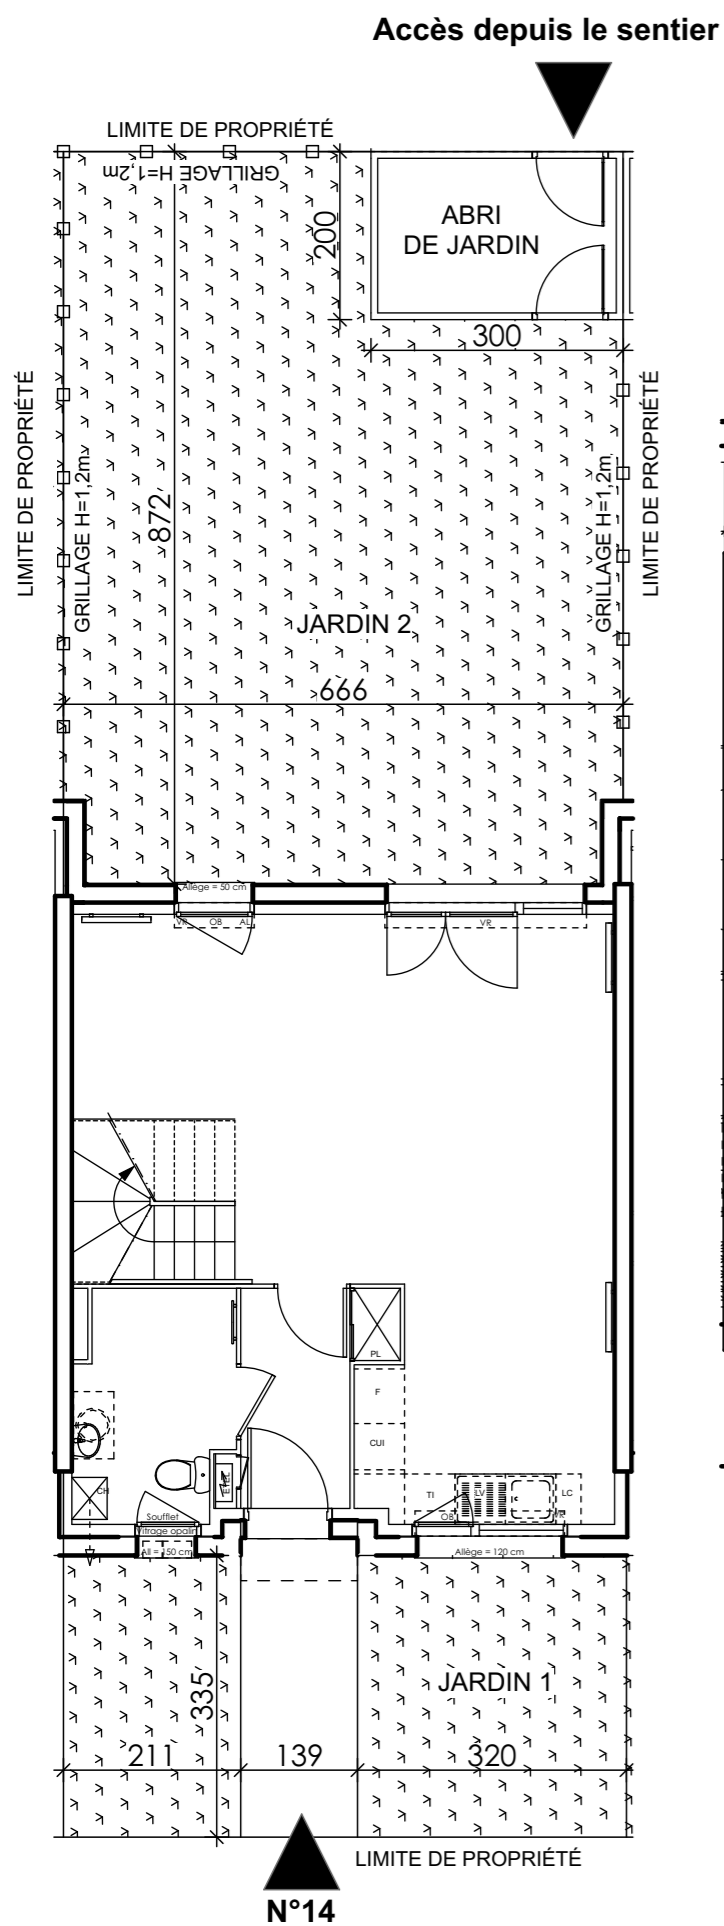 Accès depuis le sentier
LIMITE DE PROPRIÉTÉ
GRILLAGE H=1,2m
200
ABRI
DE JARDIN
300
LIMITE DE PROPRIÉTÉ
GRILLAGE H=1,2m
872
GRILLAGE H=1,2m
LIMITE DE PROPRIÉTÉ
JARDIN 2
666
Allège = 50 cm
VR OB AL
VR
PL
F
CUI
CH
ETEL
TI
LV
LC
OB
VR
Soufflet
Vitrage opalin
All = 150 cm
Allège = 120 cm
335
JARDIN 1
211
139
320
LIMITE DE PROPRIÉTÉ
N°14